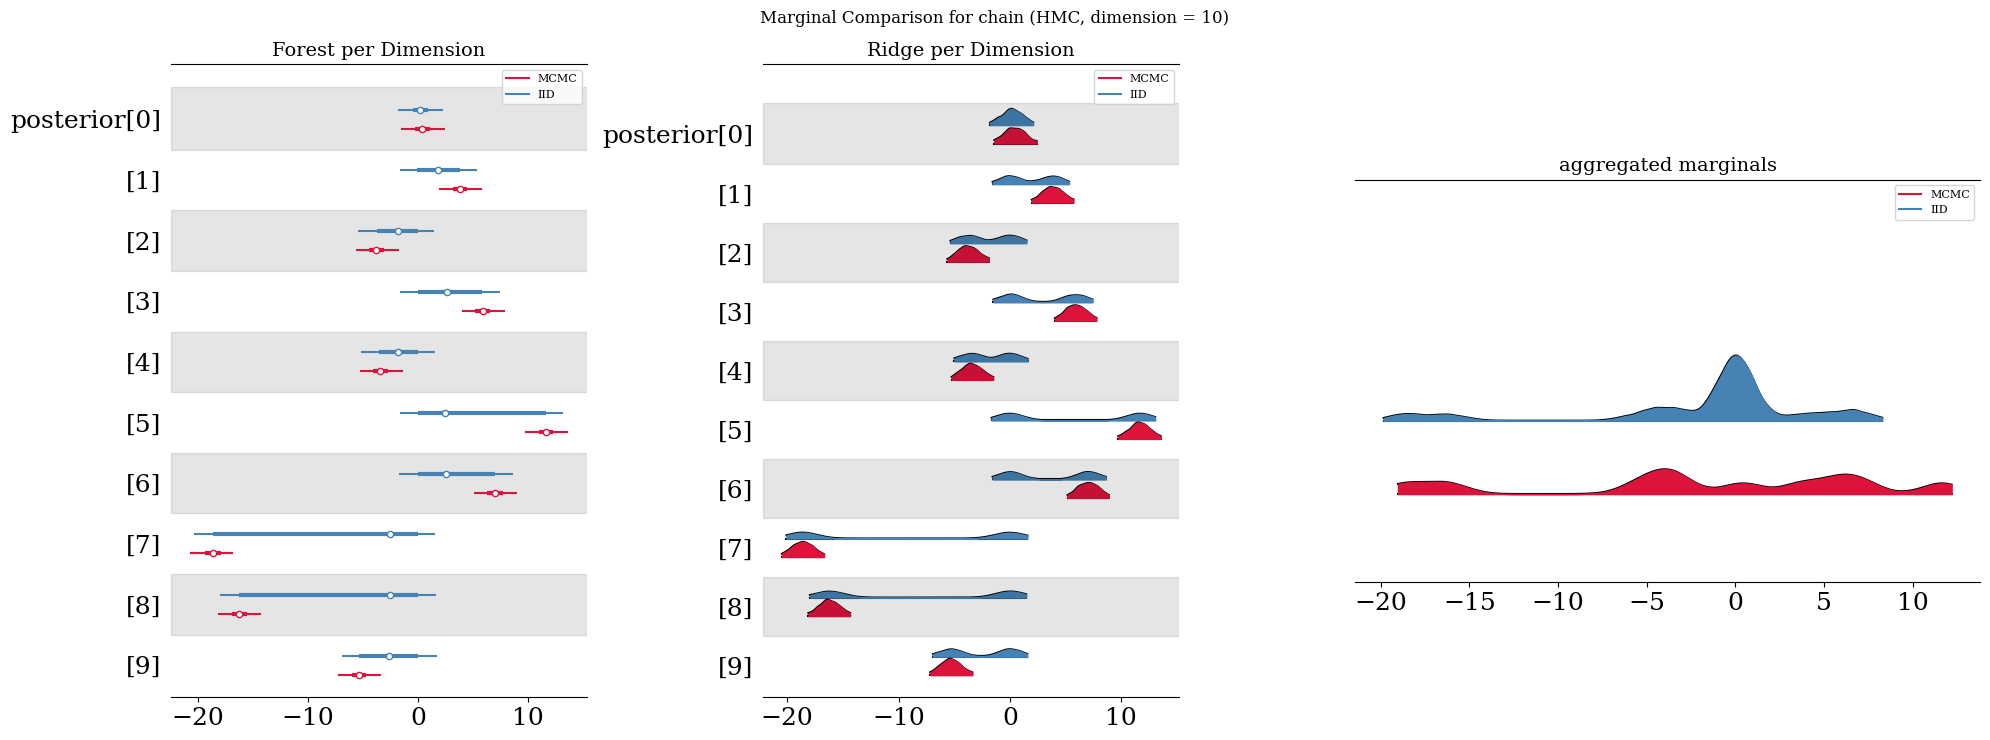 Marginal Comparison for chain (HMC, dimension = 10)
Forest per Dimension
MCMC
IID
posterior[0]
[1]
[2]
[3]
[4]
[5]
[6]
[7]
[8]
[9]
−20 −10 0 10
Ridge per Dimension
MCMC
IID
posterior[0]
[1]
[2]
[3]
[4]
[5]
[6]
[7]
[8]
[9]
−20 −10 0 10
aggregated marginals
MCMC
IID
−20 −15 −10 −5 0 5 10